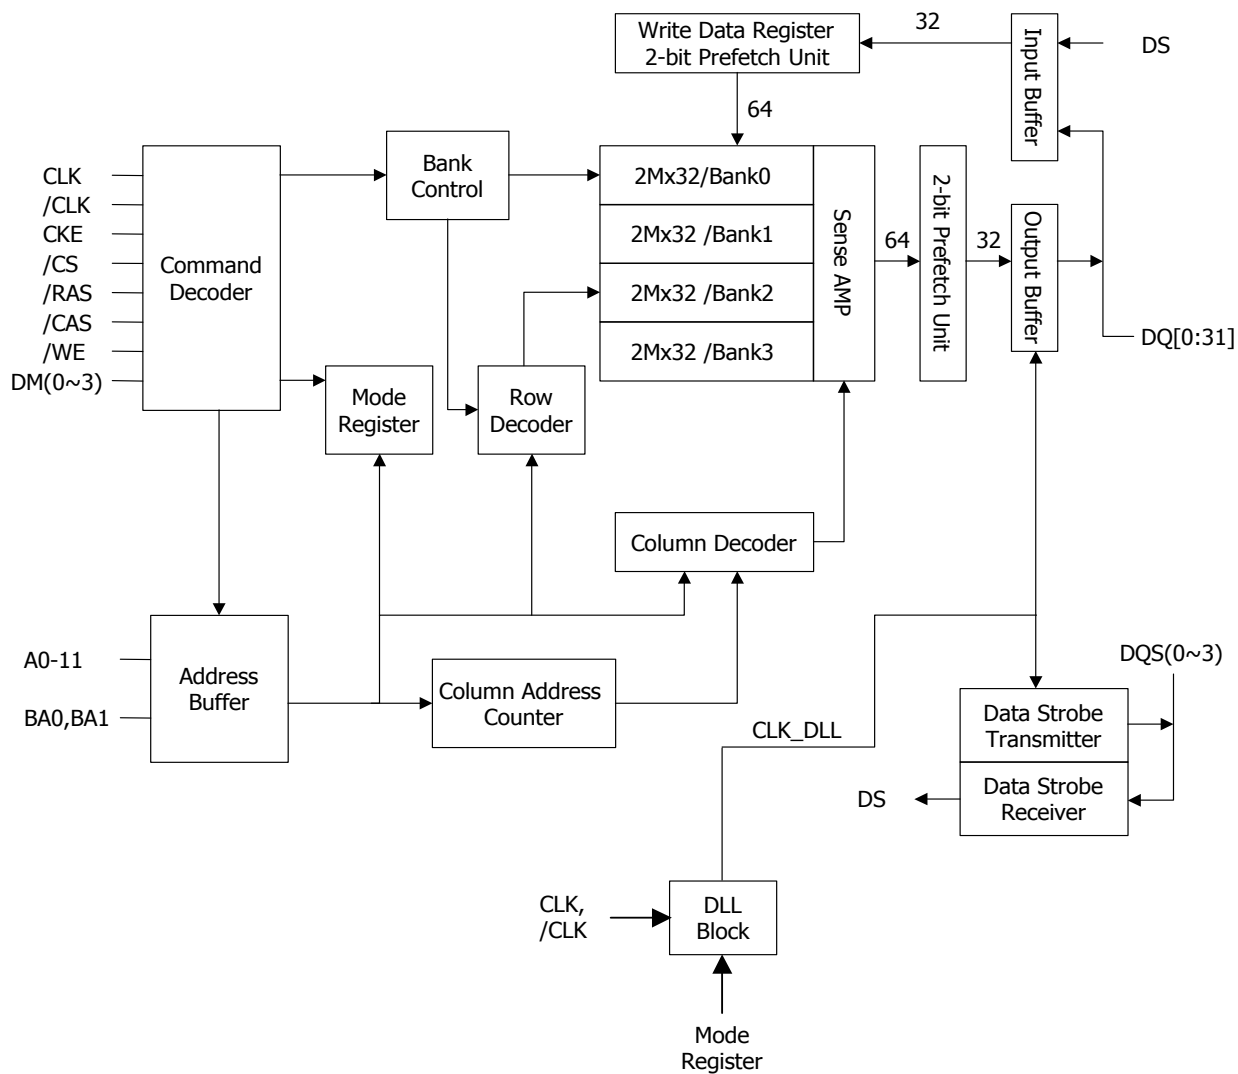 Write Data Register
2-bit Prefetch Unit
32
Input Buffer
DS
64
CLK
/CLK
CKE
/CS
/RAS
/CAS
/WE
DM(0~3)
Command
Decoder
Bank
Control
2Mx32/Bank0
2Mx32 /Bank1
2Mx32 /Bank2
2Mx32 /Bank3
Sense AMP
64
2-bit Prefetch Unit
32
Output Buffer
DQ[0:31]
Mode
Register
Row
Decoder
Column Decoder
A0-11
BA0,BA1
Address
Buffer
Column Address
Counter
CLK_DLL
DQS(0~3)
Data Strobe
Transmitter
Data Strobe
Receiver
DS
CLK,
/CLK
DLL
Block
Mode
Register